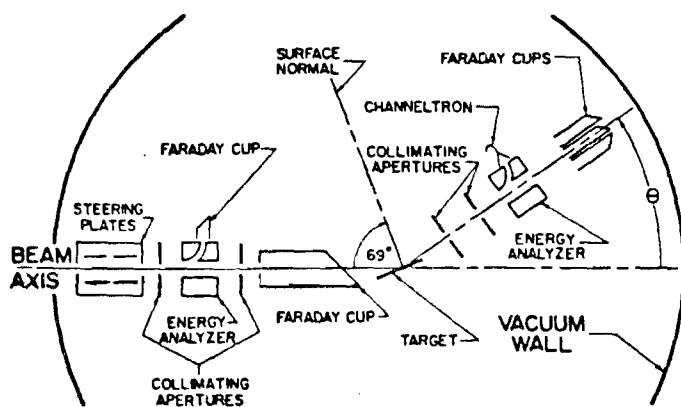 SURFACE
NORMAL
FARADAY CUPS
CHANNELTRON
COLLIMATING
APERTURES
FARADAY CUP
STEERING
PLATES
BEAM
AXIS
69°
θ
ENERGY
ANALYZER
ENERGY
ANALYZER
FARADAY CUP
TARGET
VACUUM
WALL
COLLIMATING
APERTURES